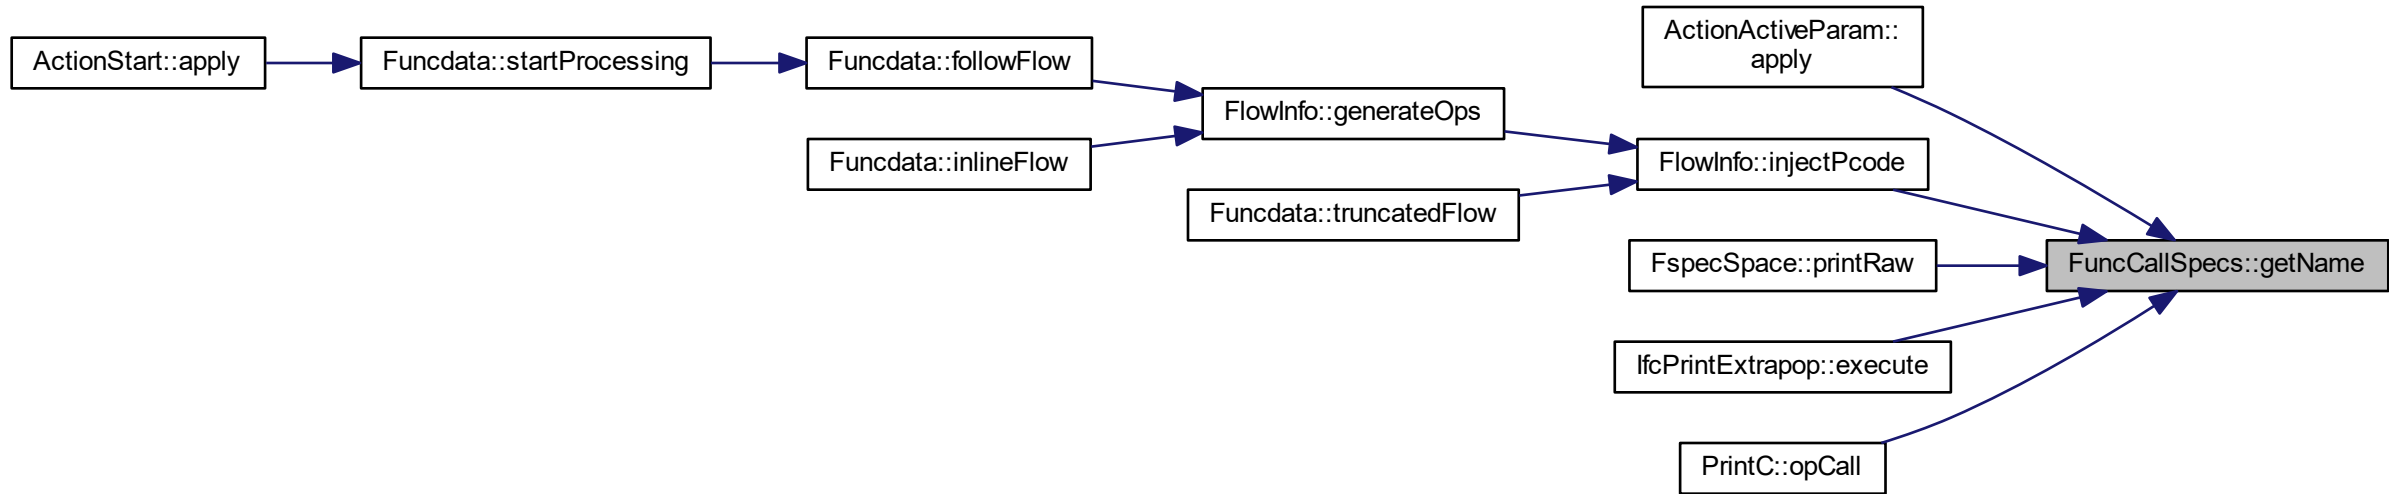 ActionActiveParam::
apply
ActionStart::apply
Funcdata::startProcessing
Funcdata::followFlow
FlowInfo::generateOps
Funcdata::inlineFlow
FlowInfo::injectPcode
Funcdata::truncatedFlow
FspecSpace::printRaw
FuncCallSpecs::getName
IfcPrintExtrapop::execute
PrintC::opCall